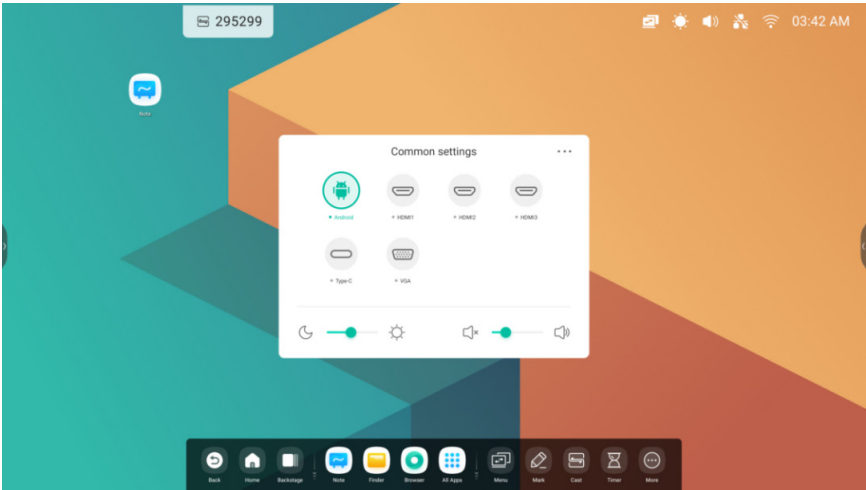 295299
03:42 AM
Note
Common settings
Android
HDMI1
HDMI2
HDMI3
Type-C
VGA
Back
Home
Backstage
Note
Finder
Browser
All Apps
Menu
Mark
Cast
Timer
More